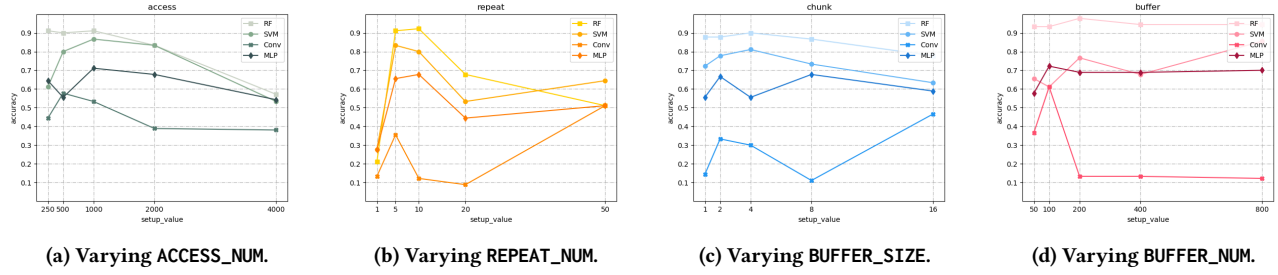 access
accuracy
0.9
0.8
0.7
0.6
0.5
0.4
0.3
0.2
0.1
RF
SVM
Conv
MLP
250 500 1000 2000 4000
setup_value
(a) Varying ACCESS_NUM.
repeat
accuracy
0.9
0.8
0.7
0.6
0.5
0.4
0.3
0.2
0.1
RF
SVM
Conv
MLP
1 5 10 20 50
setup_value
(b) Varying REPEAT_NUM.
chunk
accuracy
0.9
0.8
0.7
0.6
0.5
0.4
0.3
0.2
0.1
RF
SVM
Conv
MLP
1 2 4 8 16
setup_value
(c) Varying BUFFER_SIZE.
buffer
accuracy
0.9
0.8
0.7
0.6
0.5
0.4
0.3
0.2
0.1
RF
SVM
Conv
MLP
50 100 200 400 800
setup_value
(d) Varying BUFFER_NUM.